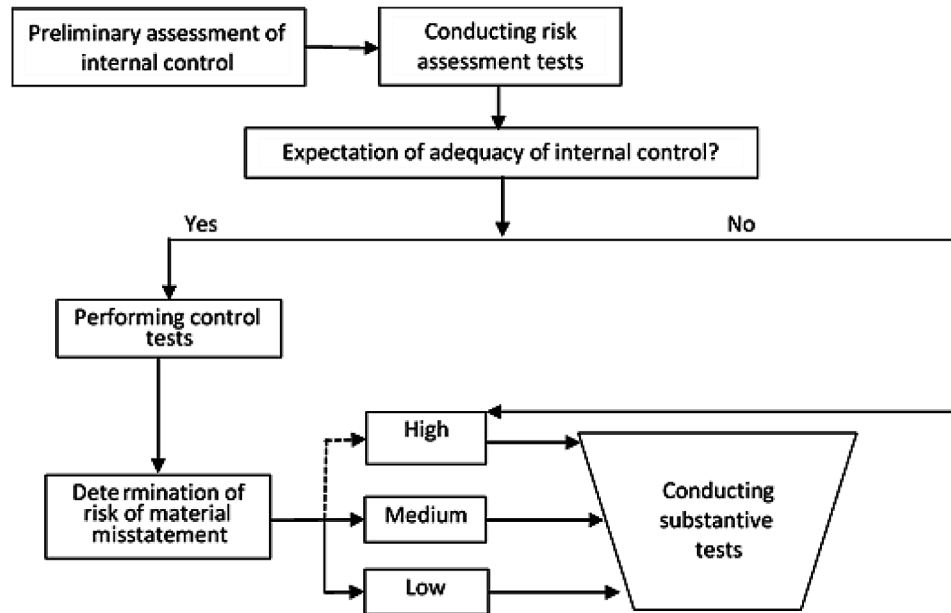 Preliminary assessment of
internal control
Conducting risk
assessment tests
Expectation of adequacy of internal control?
Yes
No
Performing control
tests
High
Determination of
risk of material
misstatement
Medium
Low
Conducting
substantive
tests